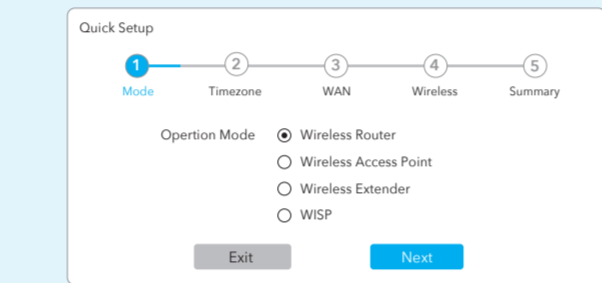 Quick Setup
1 2 3 4 5
Mode Timezone WAN Wireless Summary
Opertion Mode Wireless Router
Wireless Access Point
Wireless Extender
WISP
Exit Next